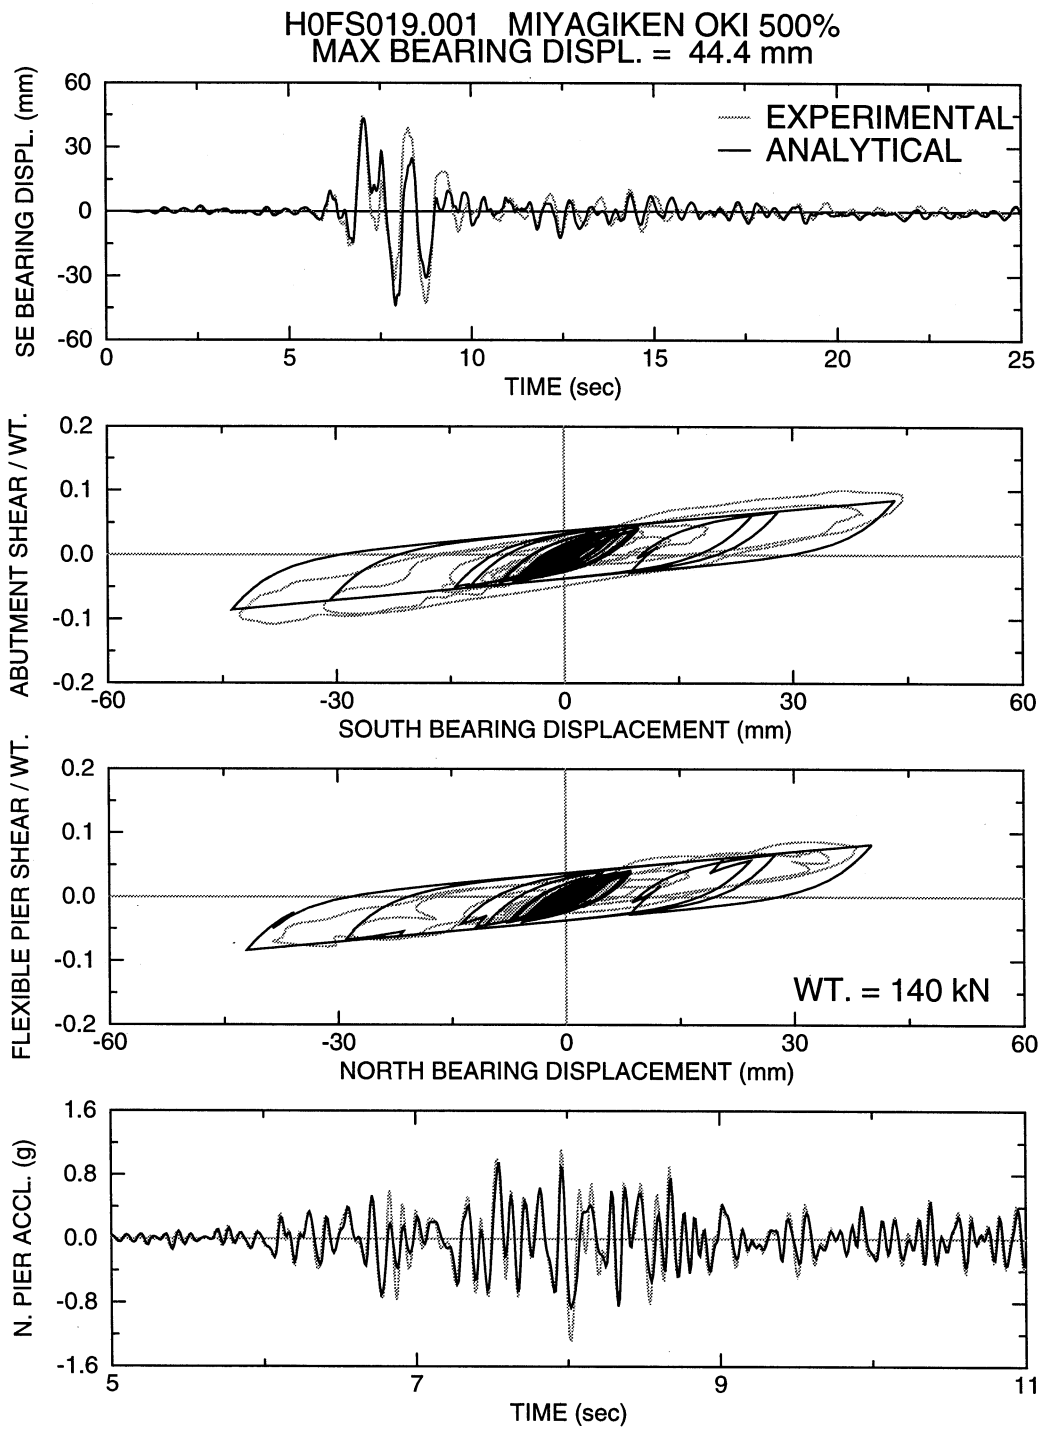 H0FS019.001 MIYAGIKEN OKI 500%
MAX BEARING DISPL. = 44.4 mm
SE BEARING DISPL. (mm)
60
30
0
-30
-60
EXPERIMENTAL
ANALYTICAL
0 5 10 15 20 25
TIME (sec)
ABUTMENT SHEAR / WT.
0.2
0.1
0.0
-0.1
-0.2
-60 -30 0 30 60
SOUTH BEARING DISPLACEMENT (mm)
FLEXIBLE PIER SHEAR / WT.
0.2
0.1
0.0
-0.1
-0.2
WT. = 140 kN
-60 -30 0 30 60
NORTH BEARING DISPLACEMENT (mm)
N. PIER ACCL. (g)
1.6
0.8
0.0
-0.8
-1.6
5 7 9 11
TIME (sec)